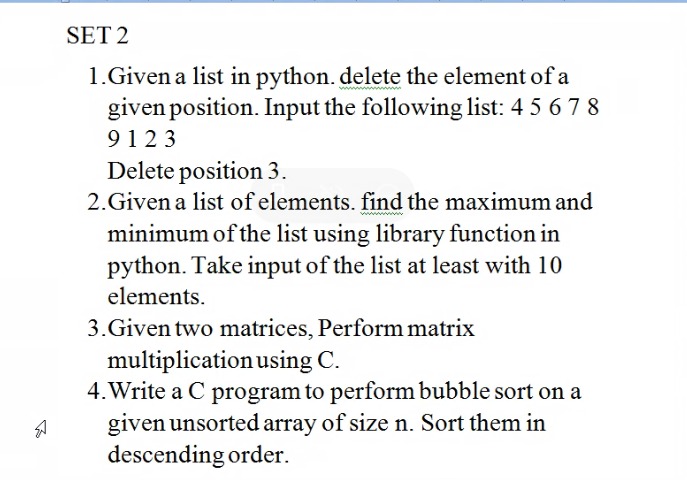 SET 2
1.Given a list in python. delete the element of a
given position. Input the following list: 4 5 6 7 8
9 1 2 3
Delete position 3.
2.Given a list of elements. find the maximum and
minimum of the list using library function in
python. Take input of the list at least with 10
elements.
3.Given two matrices, Perform matrix
multiplication using C.
4.Write a C program to perform bubble sort on a
given unsorted array of size n. Sort them in
descending order.